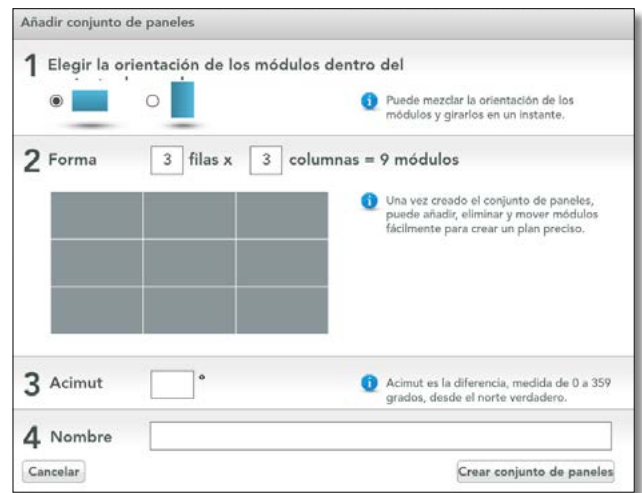 Añadir conjunto de paneles
1 Elegir la orientación de los módulos dentro del
Puede mezclar la orientación de los
módulos y girarlos en un instante.
2 Forma 3 filas x 3 columnas = 9 módulos
Una vez creado el conjunto de paneles,
puede añadir, eliminar y mover módulos
fácilmente para crear un plan preciso.
3 Acimut °
Acimut es la diferencia, medida de 0 a 359
grados, desde el norte verdadero.
4 Nombre
Cancelar
Crear conjunto de paneles